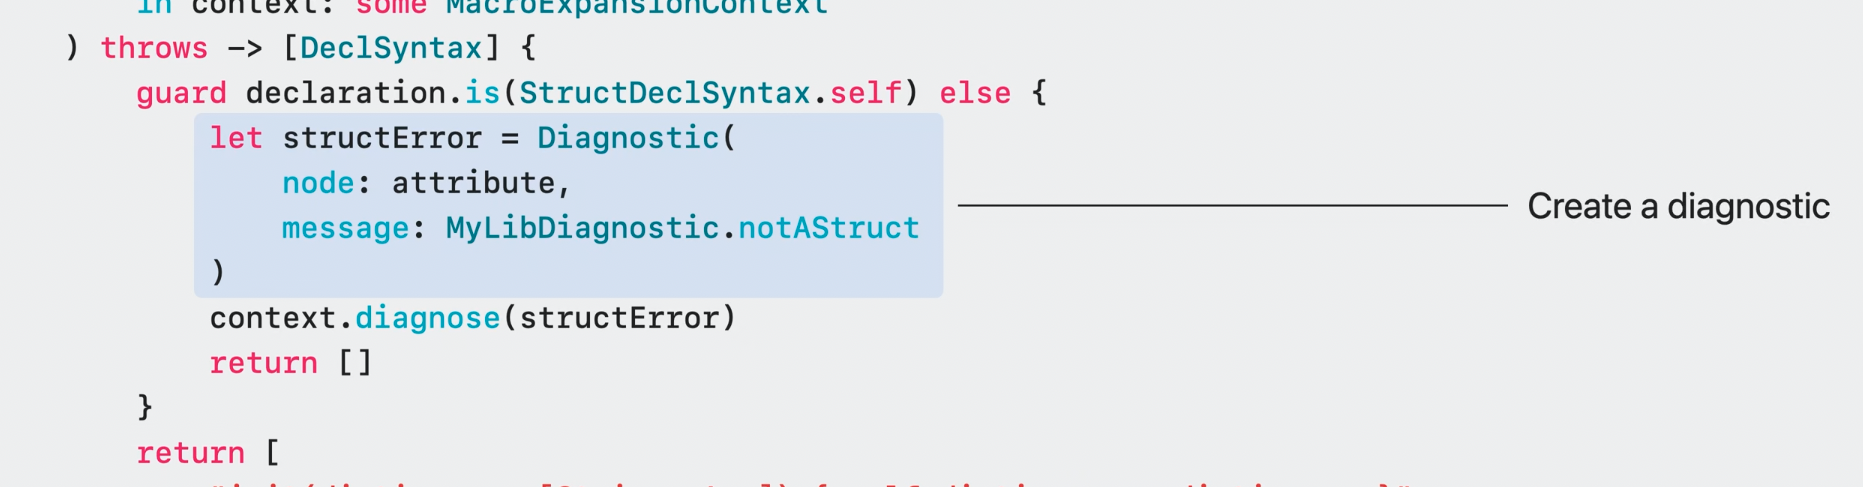 in context: some MacroExpansionContext
) throws -> [DeclSyntax] {
guard declaration.is(StructDeclSyntax.self) else {
let structError = Diagnostic(
node: attribute,
message: MyLibDiagnostic.notAStruct
)
Create a diagnostic
context.diagnose(structError)
return []
}
return [